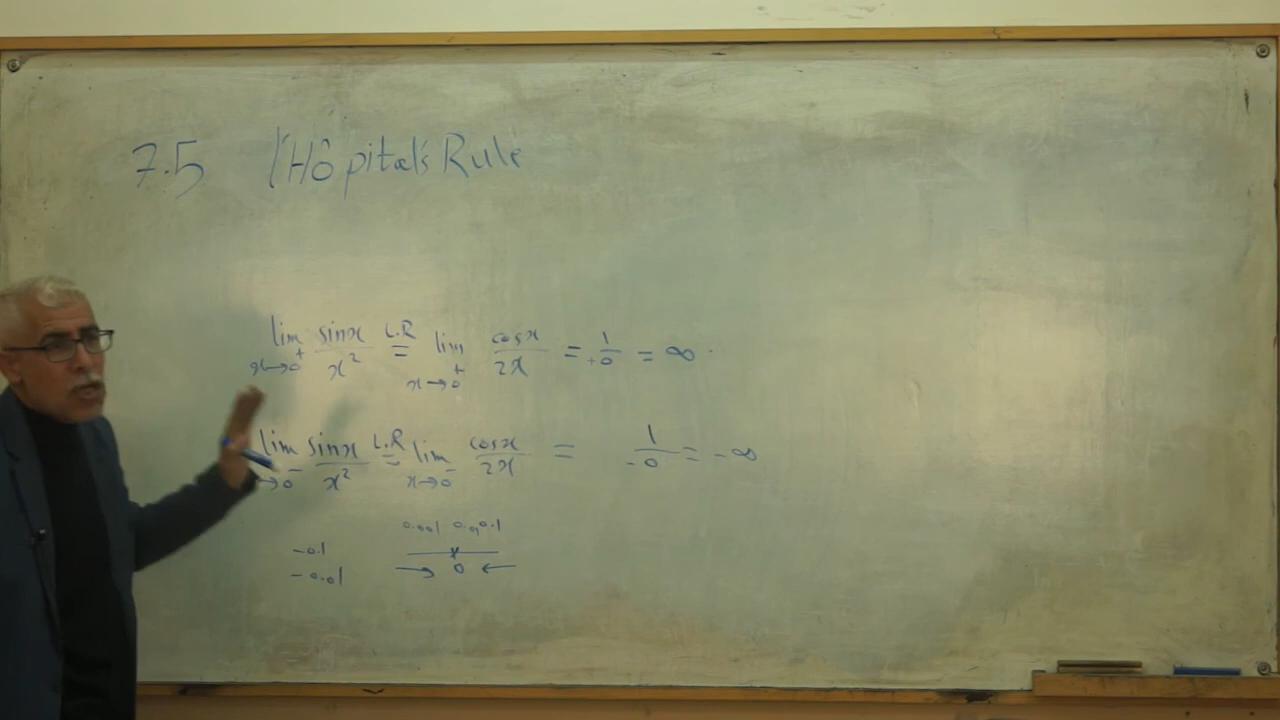 7.5 l'Hôpital's Rule
lim x→0⁺ sinx/x² L.R = lim x→0⁺ cosx/2x = 1/+0 = ∞
lim →0⁻ sinx/x² L.R = lim x→0⁻ cosx/2x = 1/-0 = -∞
0.001 0.01 0.1
-0.1
-0.01 → 0 ←